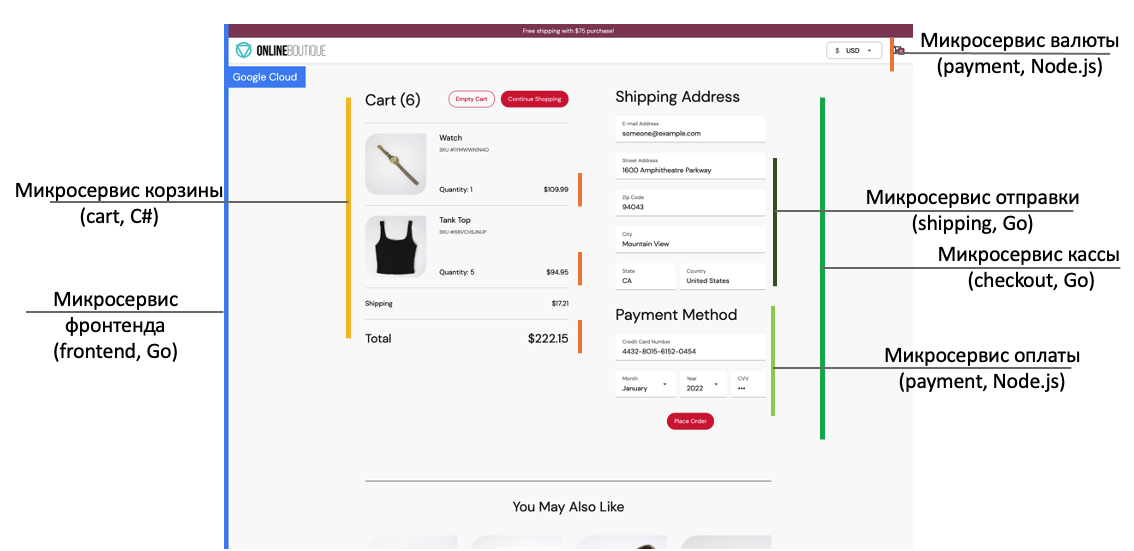 Free shipping with $75 purchase!
ONLINEBOUTIQUE
$ USD
Google Cloud
Микросервис валюты
(payment, Node.js)
Cart (6)
Empty Cart
Continue Shopping
Shipping Address
E-mail Address
someone@example.com
Watch
Street Address
1600 Amphitheatre Parkway
Quantity: 1
$109.99
Микросервис корзины
(cart, C#)
Zip Code
94043
Микросервис отправки
(shipping, Go)
Tank Top
City
Mountain View
Микросервис кассы
(checkout, Go)
Quantity: 5
$94.95
State
CA
Country
United States
Микросервис
фронтенда
(frontend, Go)
Shipping
$17.21
Total
$222.15
Payment Method
Credit Card Number
4432-8015-6152-0454
Микросервис оплаты
(payment, Node.js)
Month
January
Year
2022
CVV
•••
Place Order
You May Also Like